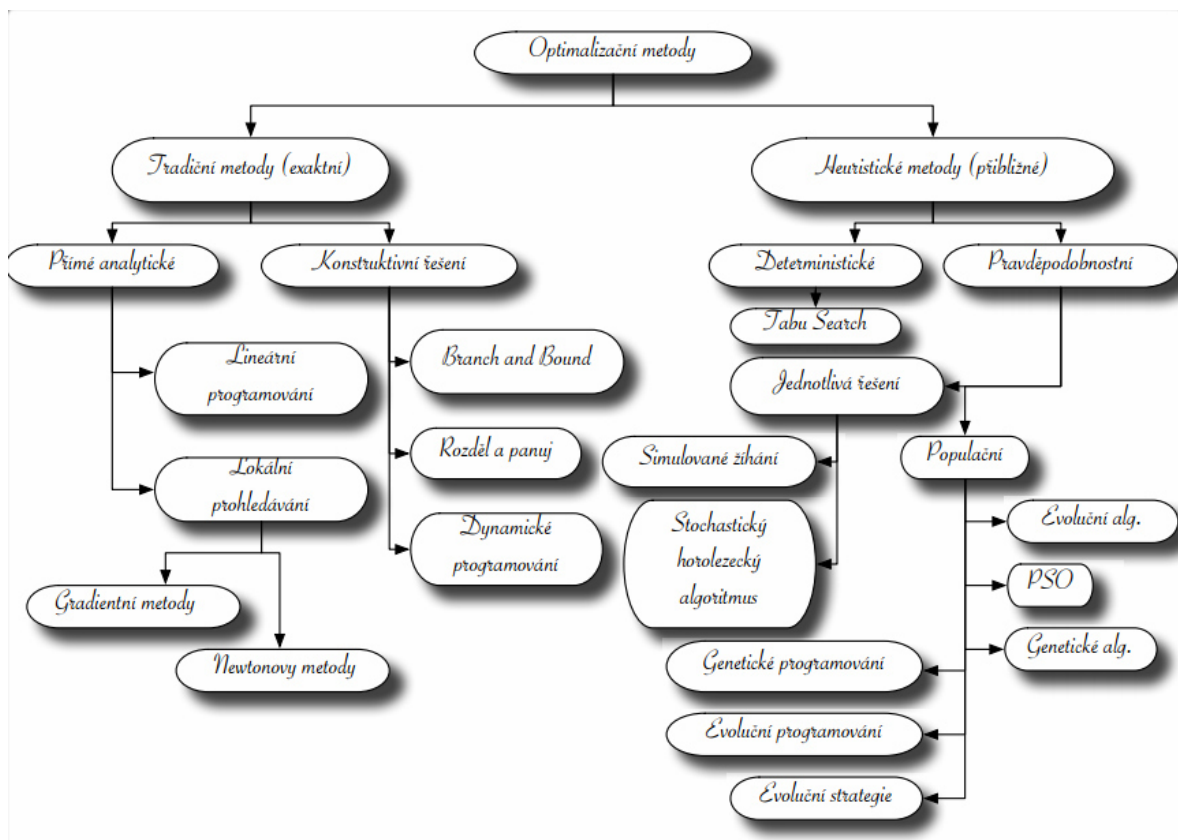 Optimalizační metody
Tradiční metody (exaktní)
Heuristické metody (přibližné)
Přímé analytické
Konstruktivní řešení
Deterministické
Pravděpodobnostní
Tabu Search
Lineární
programování
Branch and Bound
Jednotlivá řešení
Rozděl a panuj
Simulované žíhání
Populační
Lokální
prohledávání
Dynamické
programování
Stochastický
horolezecký
algoritmus
Evoluční alg.
PSO
Genetické alg.
Gradientní metody
Newtonovy metody
Genetické programování
Evoluční programování
Evoluční strategie